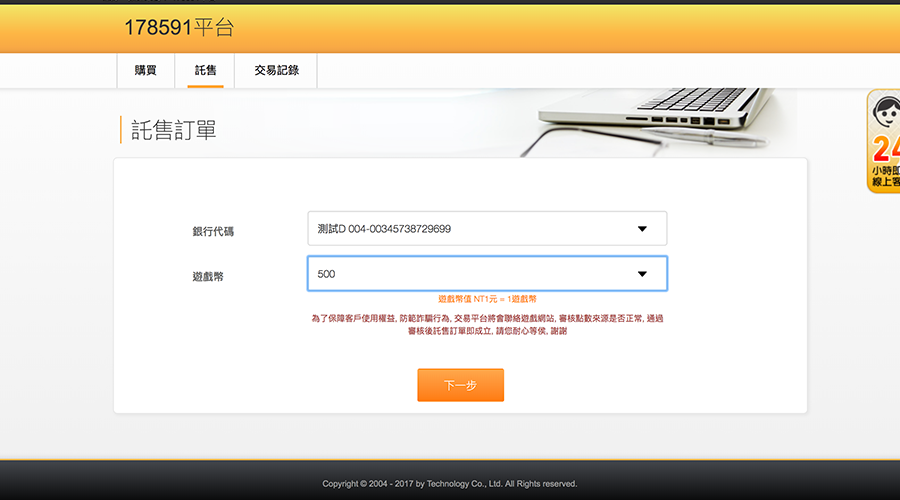 178591平台
購買
託售
交易記錄
託售訂單
24
小時即
線上客
銀行代碼
測試D 004-00345738729699
遊戲幣
500
遊戲幣值 NT1元 = 1遊戲幣
為了保障客戶使用權益, 防範詐騙行為, 交易平台將會聯絡遊戲網站, 審核點數來源是否正常, 通過
審核後託售訂單即成立, 請您耐心等侯, 謝謝
下一步
Copyright © 2004 - 2017 by Technology Co., Ltd. All Rights reserved.